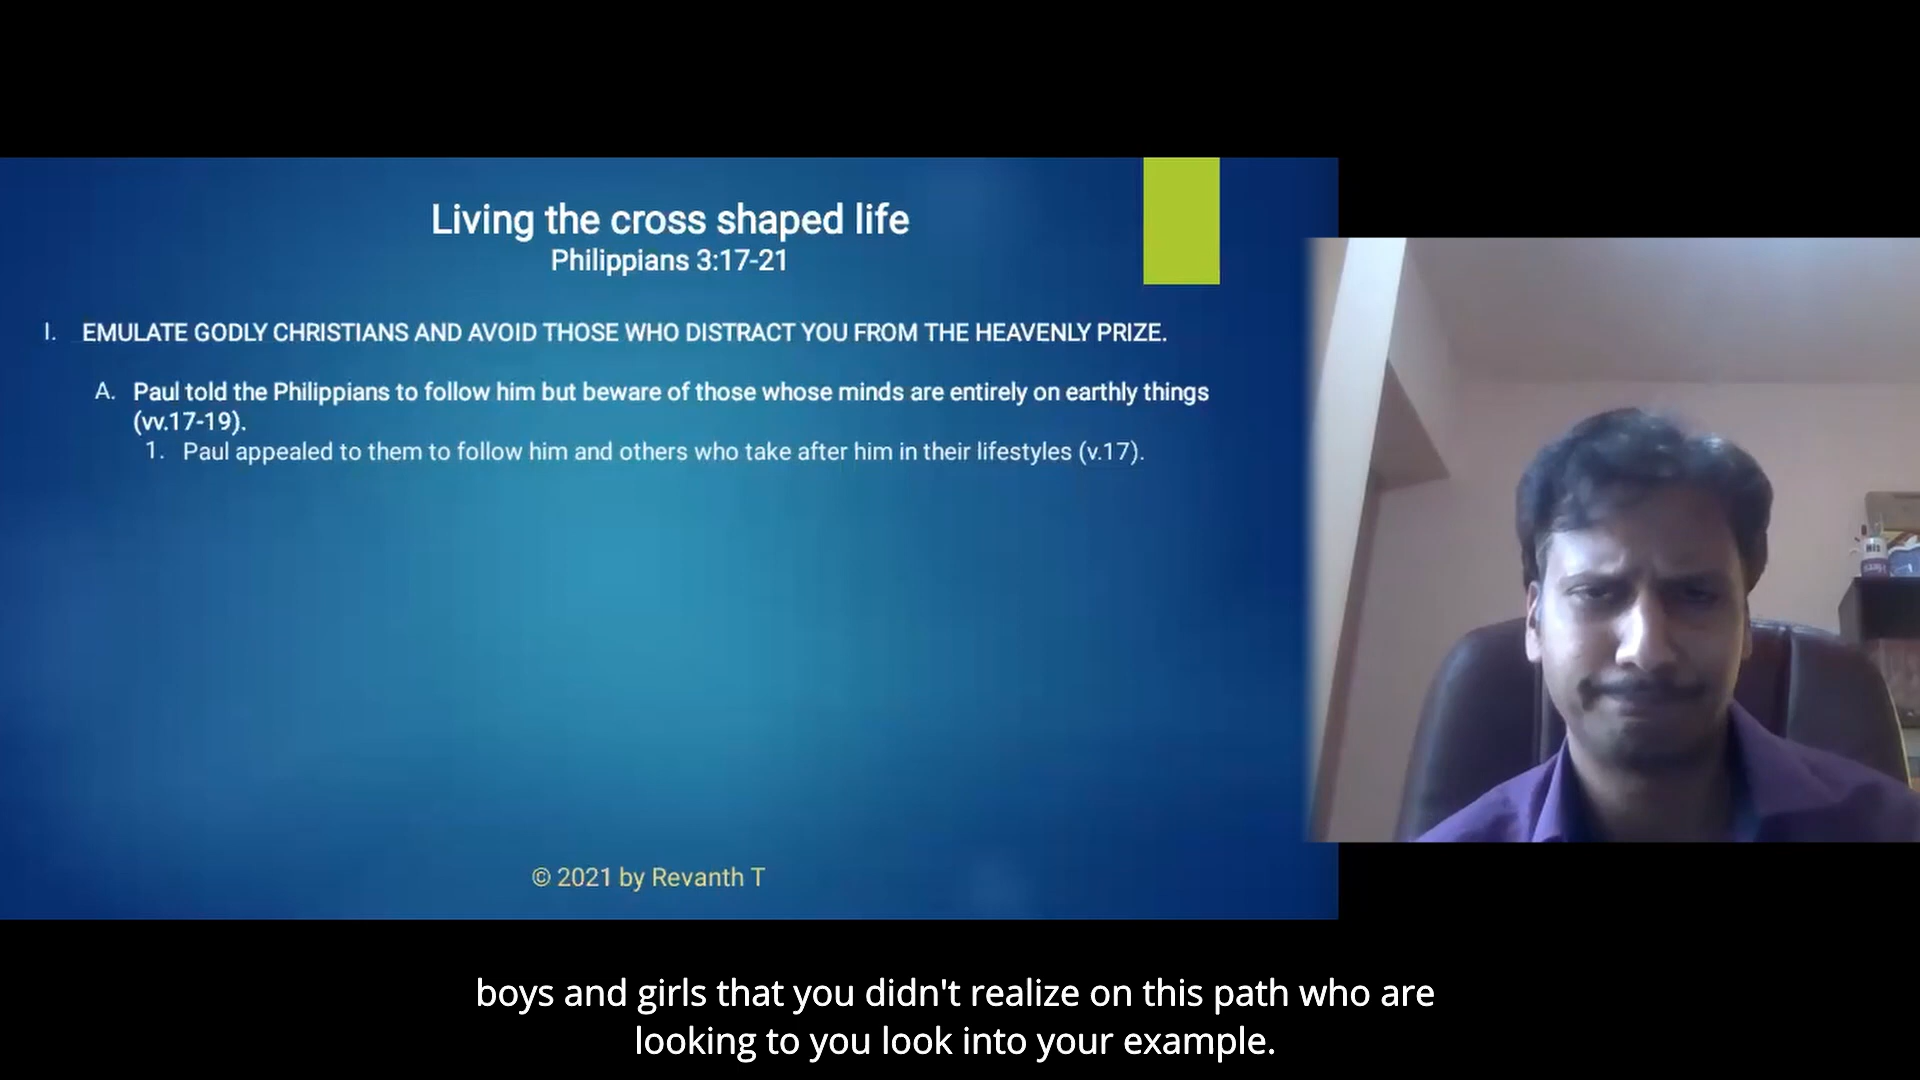 Living the cross shaped life
Philippians 3:17-21
I. EMULATE GODLY CHRISTIANS AND AVOID THOSE WHO DISTRACT YOU FROM THE HEAVENLY PRIZE.
A. Paul told the Philippians to follow him but beware of those whose minds are entirely on earthly things
(vv.17-19).
1. Paul appealed to them to follow him and others who take after him in their lifestyles (v.17).
© 2021 by Revanth T
boys and girls that you didn't realize on this path who are
looking to you look into your example.